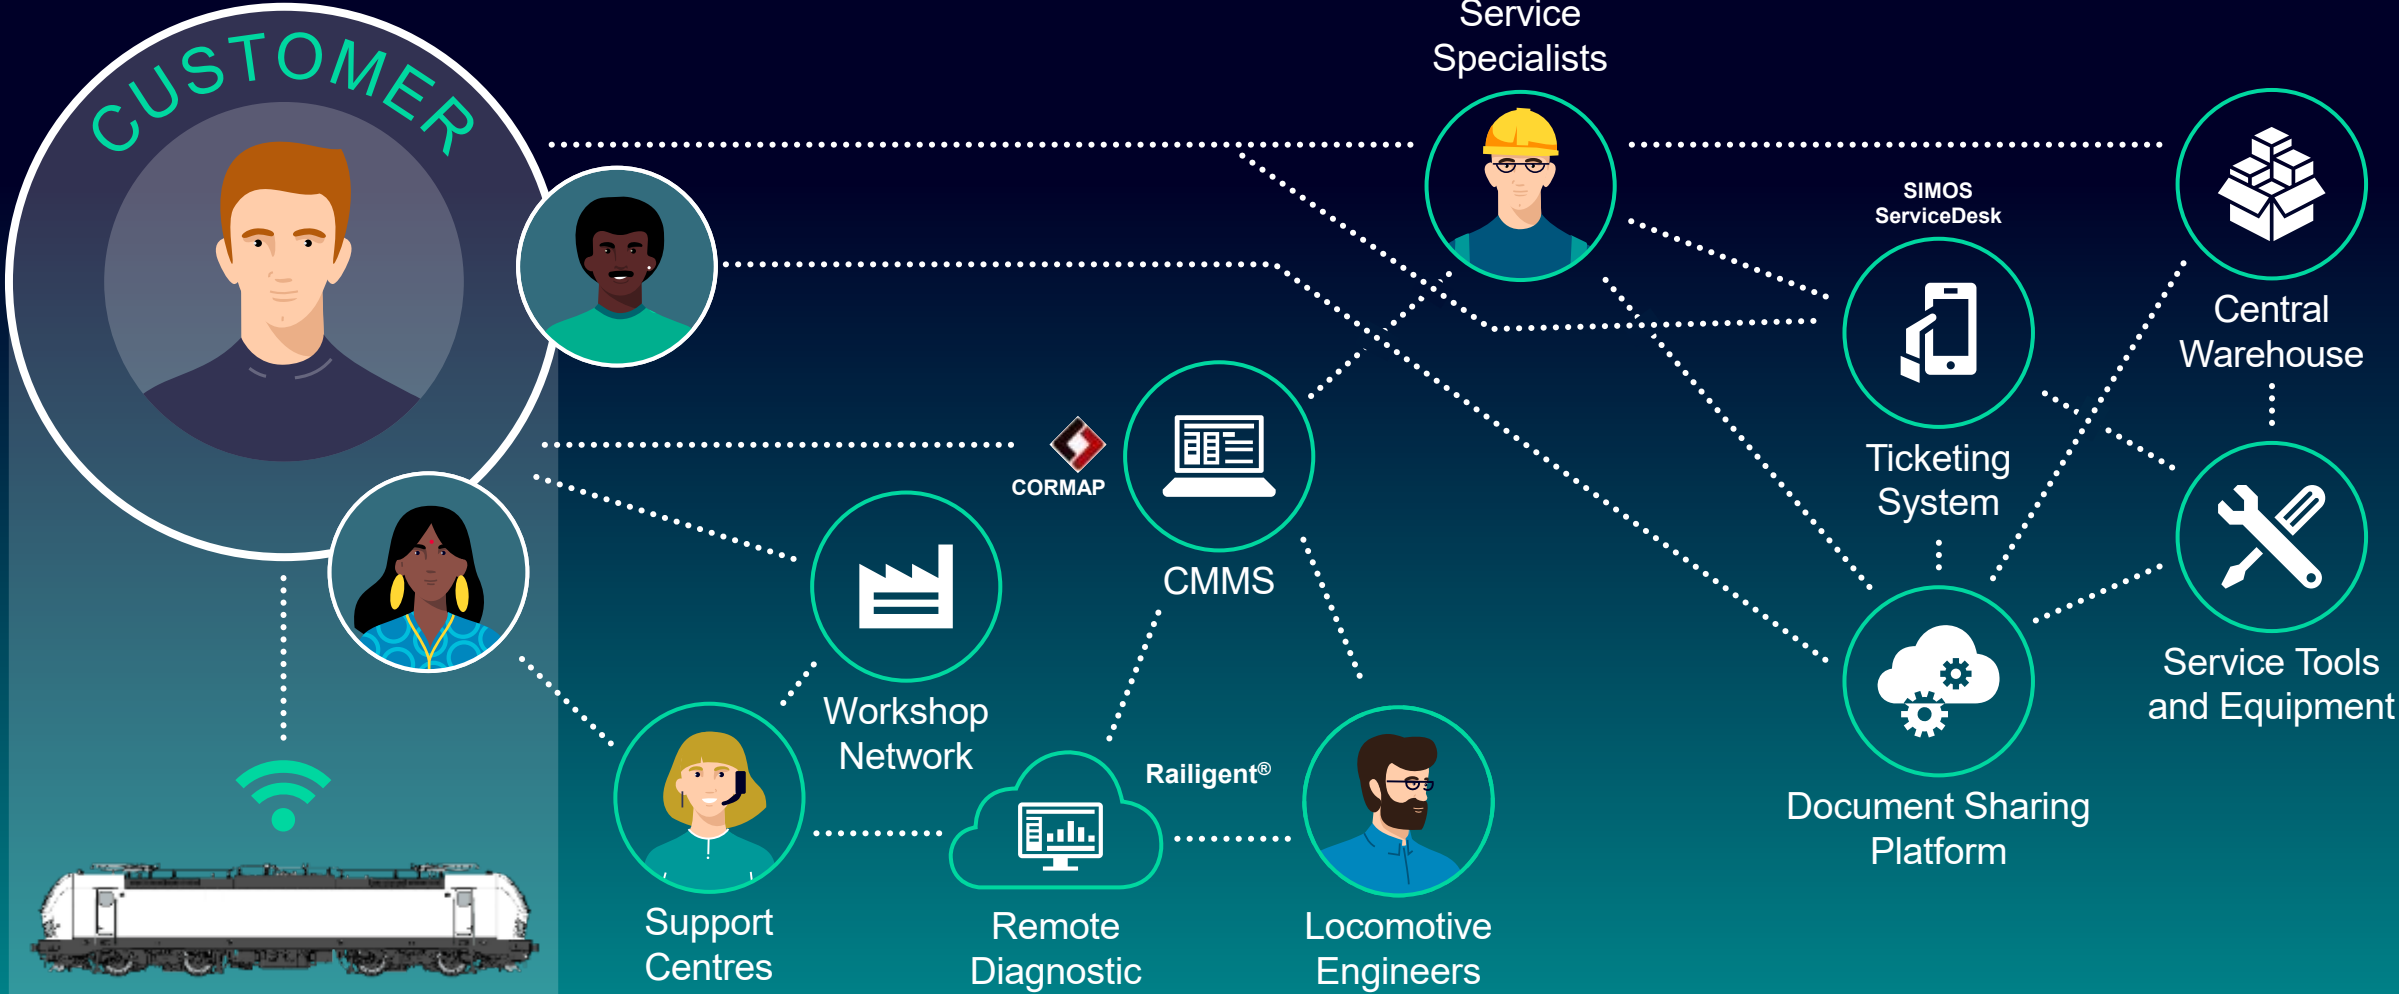 CUSTOMER
Service
Specialists
SIMOS
ServiceDesk
Central
Warehouse
CORMAP
CMMS
Ticketing
System
Workshop
Network
Service Tools
and Equipment
Railigent®
Document Sharing
Platform
Support
Centres
Remote
Diagnostic
Locomotive
Engineers